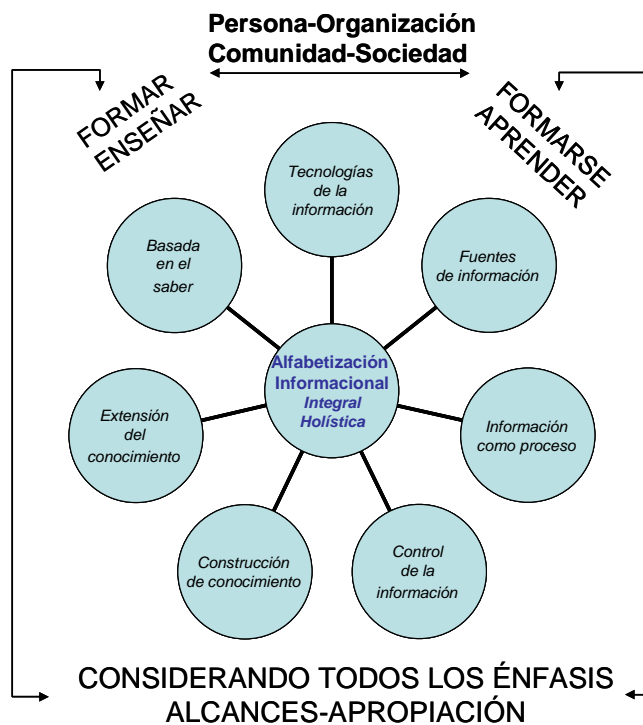 Persona-Organización
Comunidad-Sociedad
FORMAR
ENSEÑAR
FORMARSE
APRENDER
Tecnologías
de la
información
Basada
en el
saber
Fuentes
de información
Alfabetización
Informacional
Integral
Holística
Extensión
del
conocimiento
Información
como proceso
Construcción
de conocimiento
Control
de la
información
CONSIDERANDO TODOS LOS ÉNFASIS
ALCANCES-APROPIACIÓN